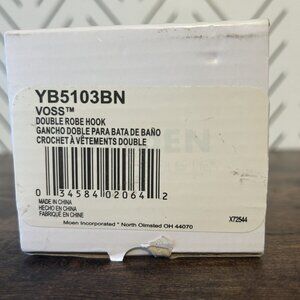 YB5103BN
VOSS™
DOUBLE ROBE HOOK
GANCHO DOBLE PARA BATA DE BAÑO
CROCHET À VÊTEMENTS DOUBLE
0 34584 02064 2
MADE IN CHINA
HECHO EN CHINA
FABRIQUÉ EN CHINE
X72544
Moen Incorporated * North Olmsted OH 44070